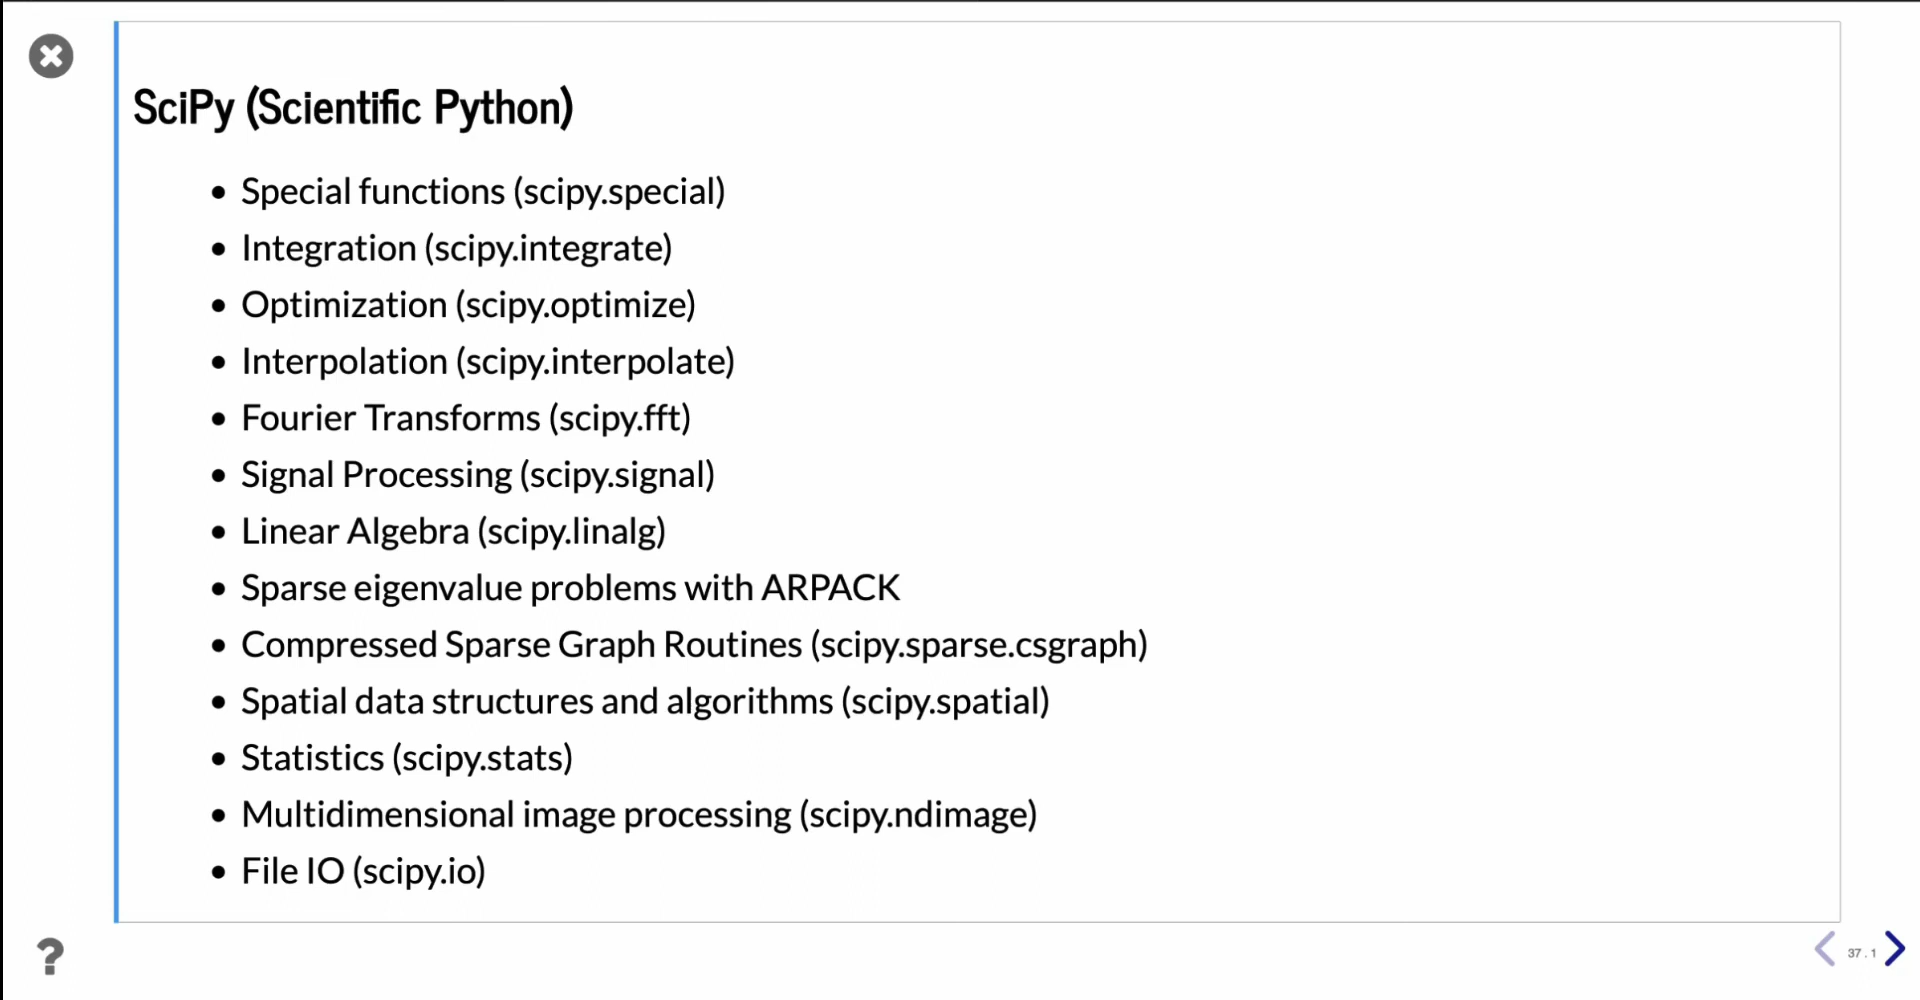 SciPy (Scientific Python)
• Special functions (scipy.special)
• Integration (scipy.integrate)
• Optimization (scipy.optimize)
• Interpolation (scipy.interpolate)
• Fourier Transforms (scipy.fft)
• Signal Processing (scipy.signal)
• Linear Algebra (scipy.linalg)
• Sparse eigenvalue problems with ARPACK
• Compressed Sparse Graph Routines (scipy.sparse.csgraph)
• Spatial data structures and algorithms (scipy.spatial)
• Statistics (scipy.stats)
• Multidimensional image processing (scipy.ndimage)
• File IO (scipy.io)
?
37.1